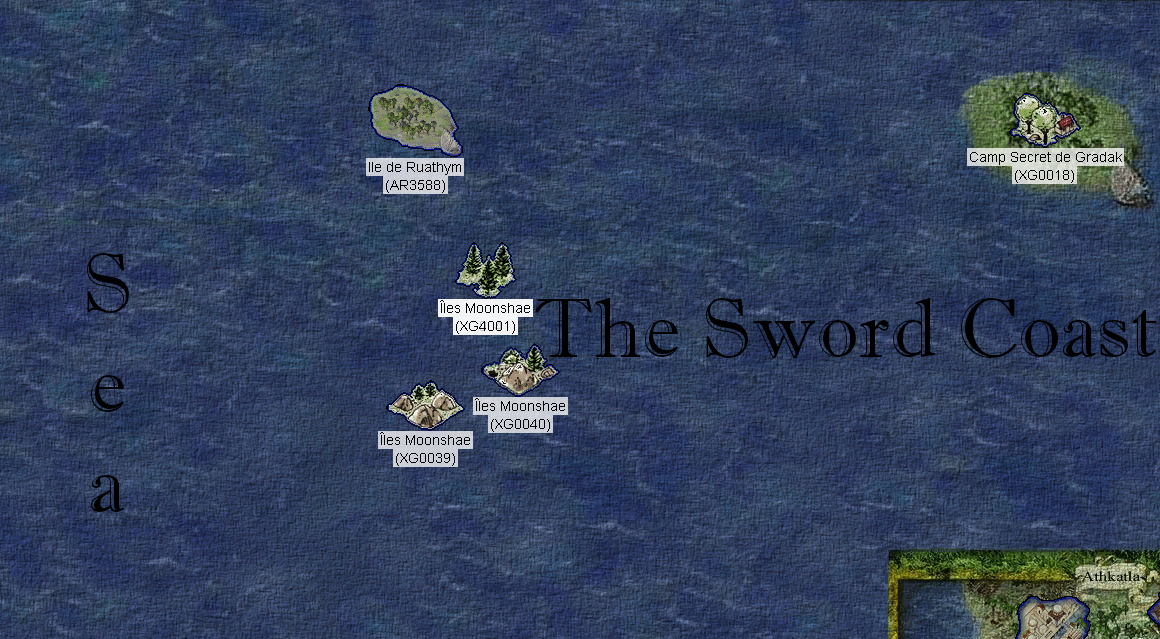 Ile de Ruathym
(AR3588)
Camp Secret de Gradak
(XG0018)
Îles Moonshae
(XG4001)
The Sword Coast
Îles Moonshae
(XG0040)
Îles Moonshae
(XG0039)
S
e
a
Athkatla